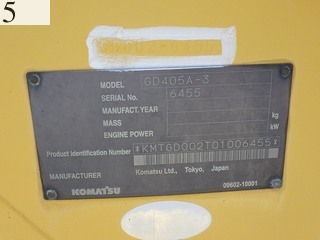 5
MODEL GD405A-3
SERIAL No. 6455
MANUFACT. YEAR
MASS kg
ENGINE POWER kW
Product Identification Number *KMTGD002T01006455*
MANUFACTURER KOMATSU Komatsu Ltd., Tokyo, Japan
09602-10001